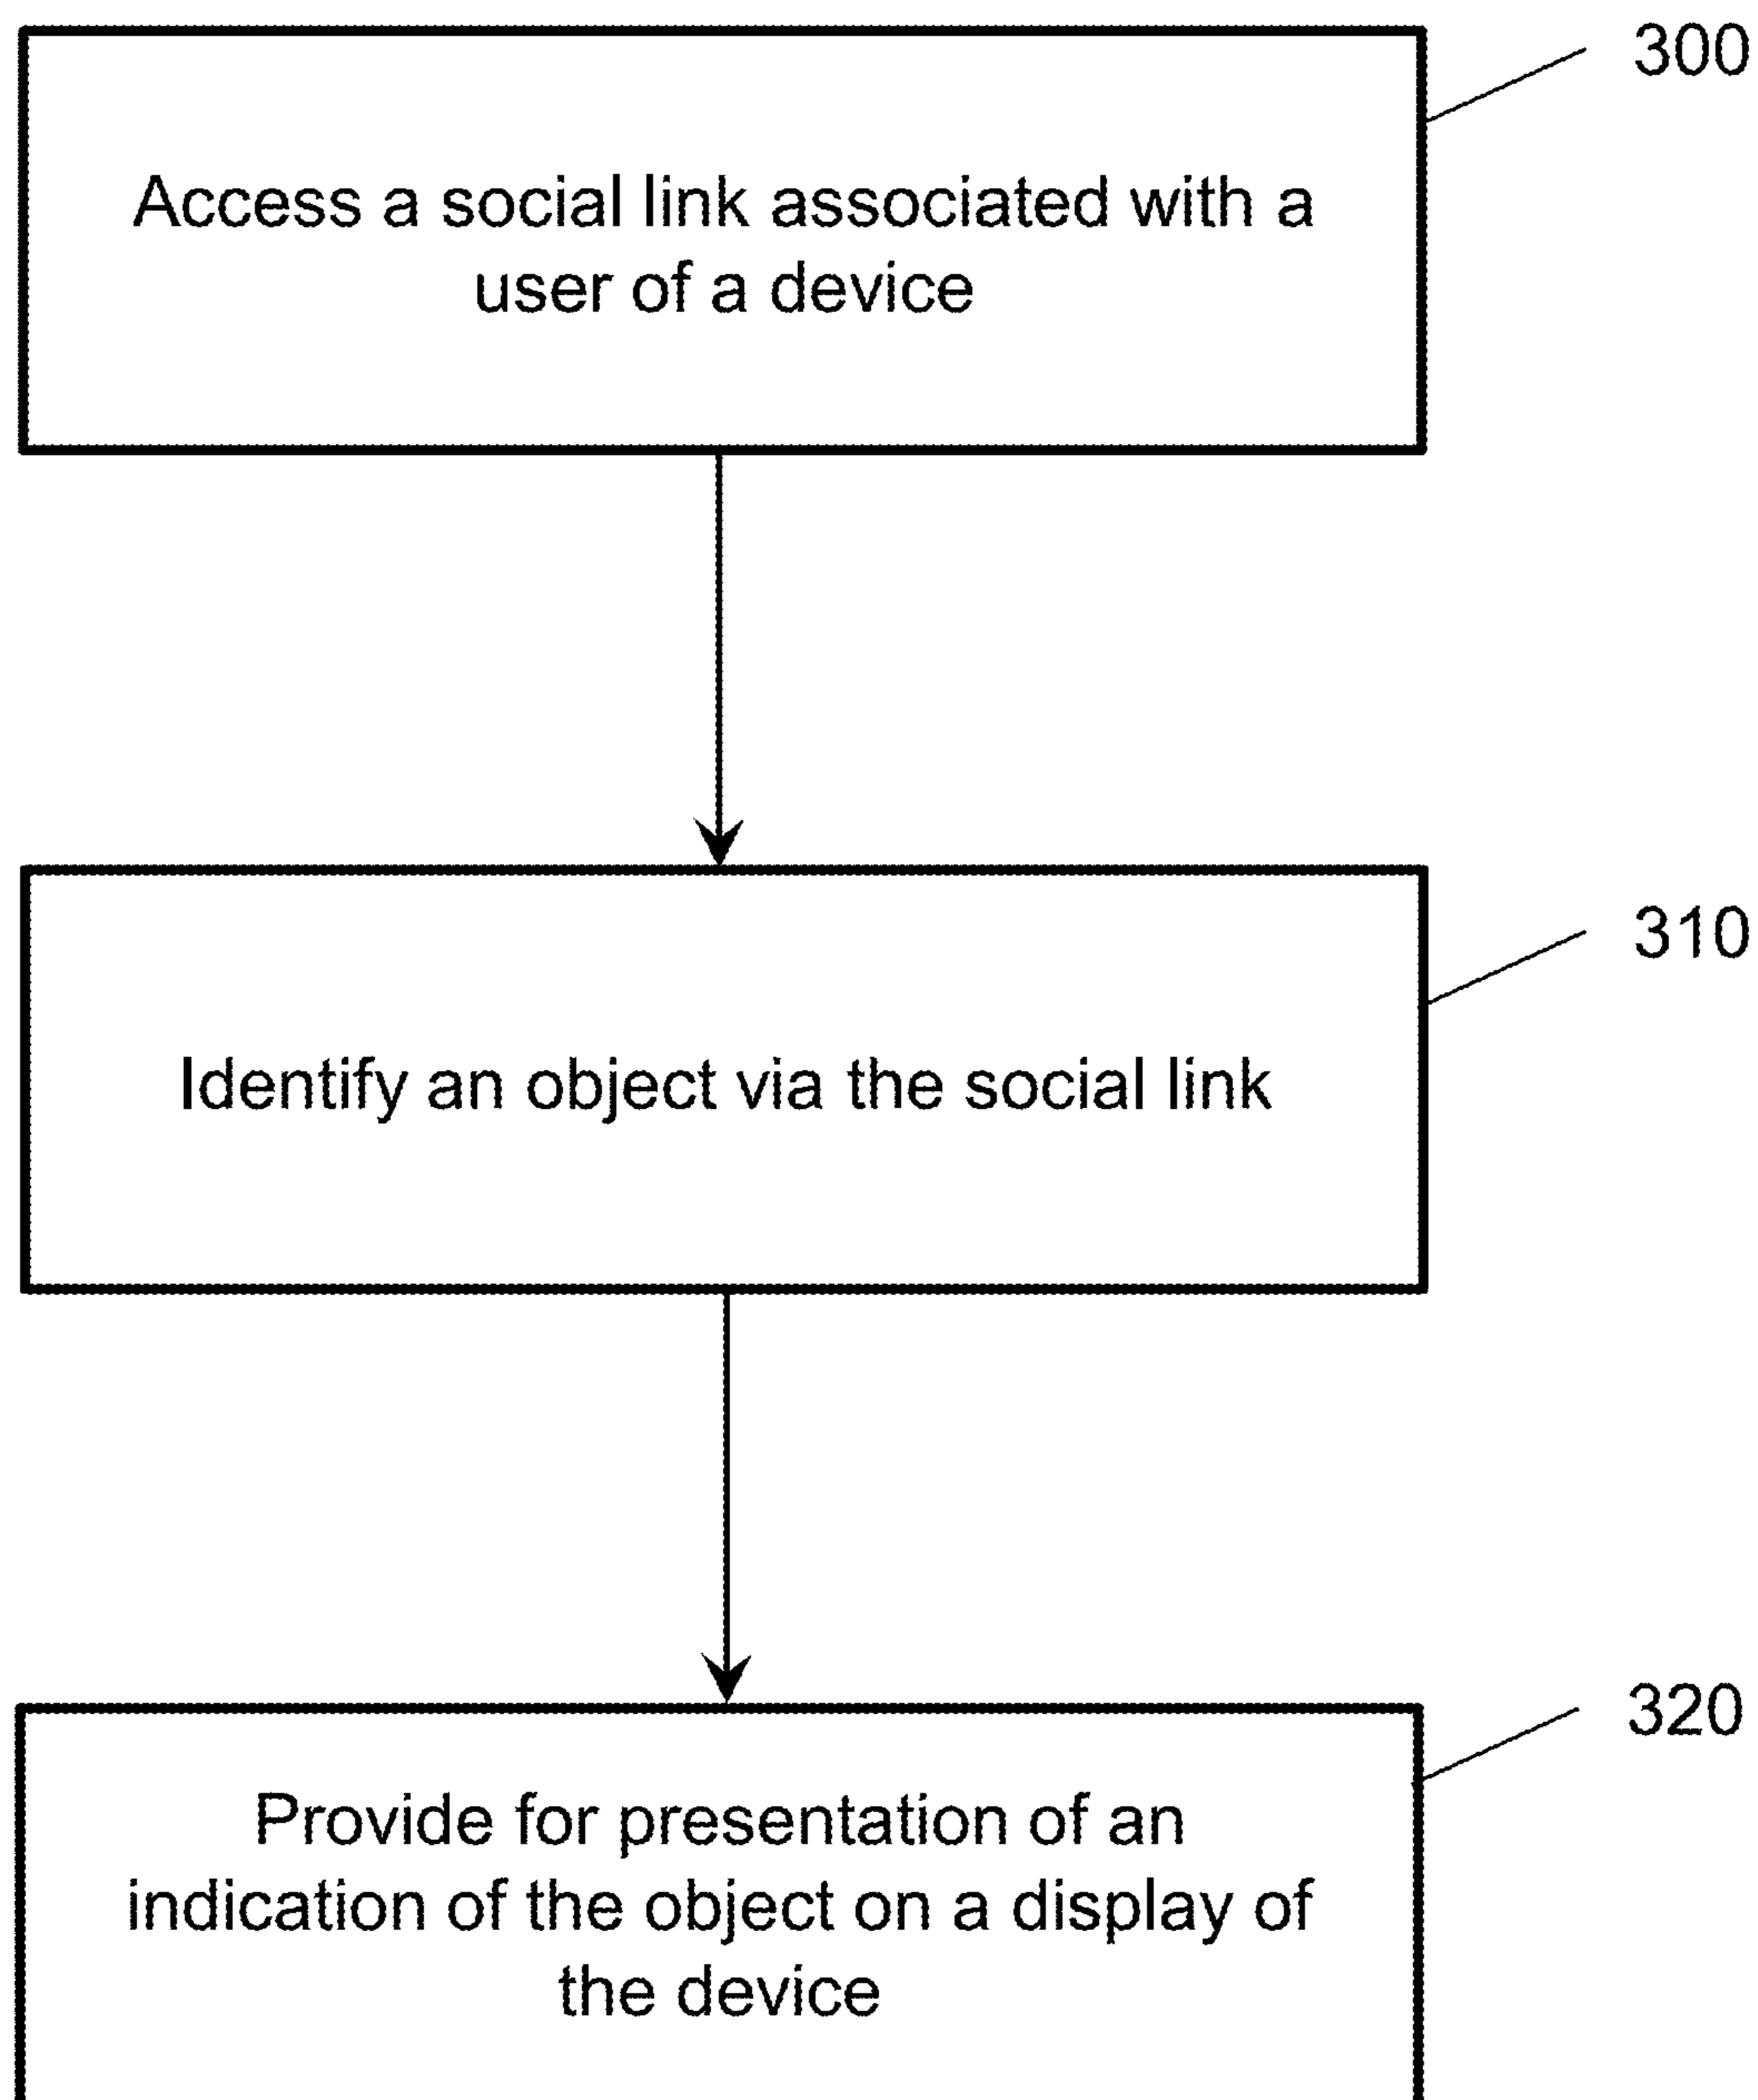 300
Access a social link associated with a
user of a device
310
Identify an object via the social link
320
Provide for presentation of an
indication of the object on a display of
the device